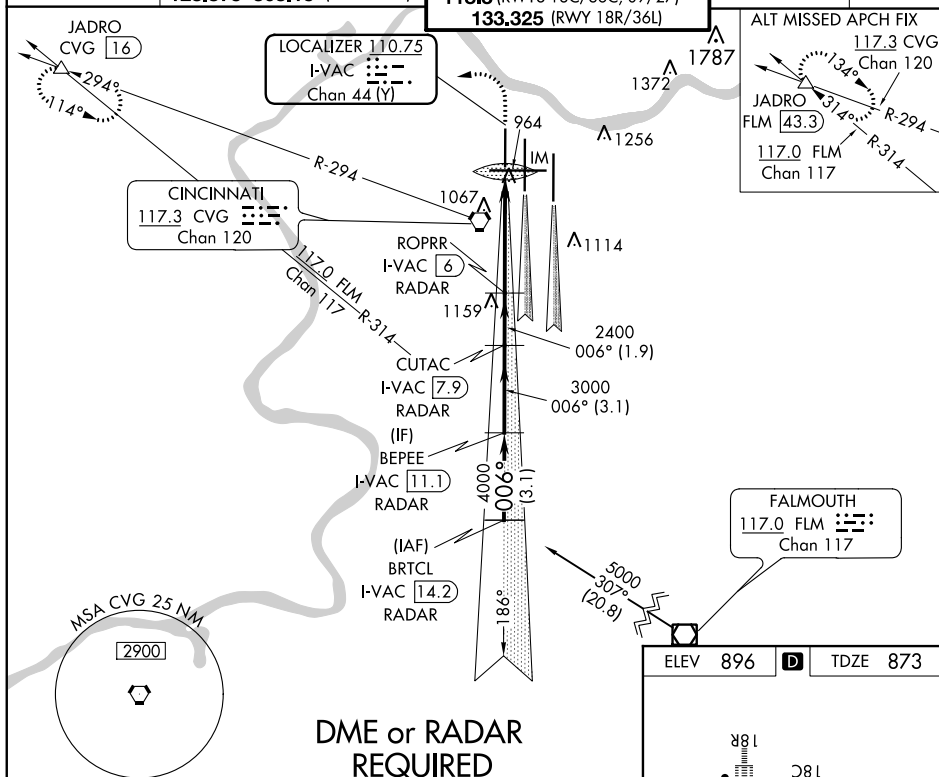 133.325 (RWY 18R/36L)
JADRO
CVG 16
294°
114°
LOCALIZER 110.75
I-VAC
Chan 44 (Y)
964
IM
1372
1787
1256
ALT MISSED APCH FIX
117.3 CVG
Chan 120
134°
JADRO
FLM 43.3
314°
R-294
R-314
117.0 FLM
Chan 117
R-294
CINCINNATI
117.3 CVG
Chan 120
1067
1114
117.0 FLM
Chan 117
R-314
ROPRR
I-VAC 6
RADAR
1159
2400
006° (1.9)
CUTAC
I-VAC 7.9
RADAR
3000
006° (3.1)
(IF)
BEPEE
I-VAC 11.1
RADAR
4000
006°
(3.1)
(IAF)
BRTCL
I-VAC 14.2
RADAR
186°
FALMOUTH
117.0 FLM
Chan 117
5000
307°
(20.8)
MSA CVG 25 NM
2900
DME or RADAR
REQUIRED
ELEV 896 D TDZE 873
18R
18C